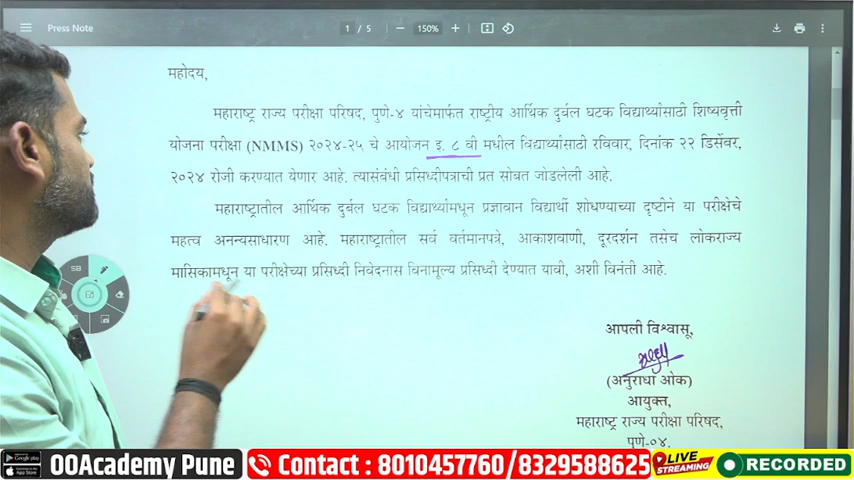 Press Note
1 / 5
150%
महोदय,
महाराष्ट्र राज्य परीक्षा परिषद, पुणे-४ यांचेमार्फत राष्ट्रीय आर्थिक दुर्बल घटक विद्यार्थ्यांसाठी शिष्यवृत्ती
योजना परीक्षा (NMMS) २०२४-२५ चे आयोजन इ. ८ वी मधील विद्यार्थ्यांसाठी रविवार, दिनांक २२ डिसेंबर,
२०२४ रोजी करण्यात येणार आहे. त्यासंबंधी प्रसिध्दीपत्राची प्रत सोबत जोडलेली आहे.
महाराष्ट्रातील आर्थिक दुर्बल घटक विद्यार्थ्यांमधून प्रज्ञावान विद्यार्थी शोधण्याच्या दृष्टीने या परीक्षेचे
महत्व अनन्यसाधारण आहे. महाराष्ट्रातील सर्व वर्तमानपत्रे, आकाशवाणी, दूरदर्शन तसेच लोकराज्य
मासिकामधून या परीक्षेच्या प्रसिध्दी निवेदनास विनामूल्य प्रसिध्दी देण्यात यावी, अशी विनंती आहे.
आपली विश्वासू,
(अनुराधा ओक)
आयुक्त,
महाराष्ट्र राज्य परीक्षा परिषद,
पुणे-०४.
SB
Google Play
App Store
OOAcademy Pune
Contact : 8010457760/8329588625
LIVE
STREAMING
RECORDED